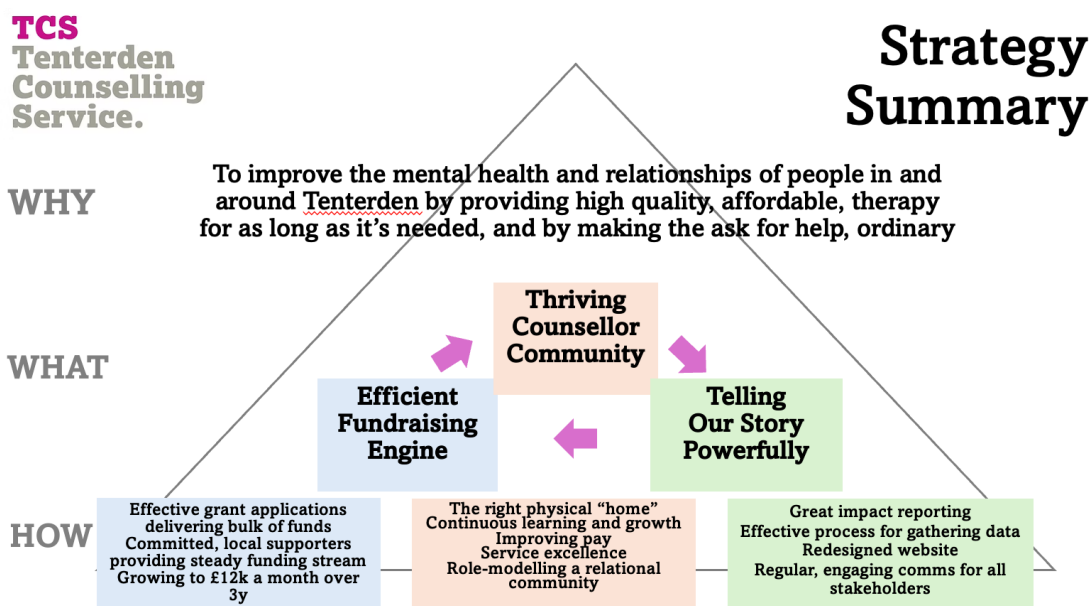 TCS
Tenterden
Counselling
Service.
Strategy
Summary
WHY
To improve the mental health and relationships of people in and
around Tenterden by providing high quality, affordable, therapy
for as long as it’s needed, and by making the ask for help, ordinary
WHAT
Thriving
Counsellor
Community
Efficient
Fundraising
Engine
Telling
Our Story
Powerfully
HOW
Effective grant applications
delivering bulk of funds
Committed, local supporters
providing steady funding stream
Growing to £12k a month over
3y
The right physical “home”
Continuous learning and growth
Improving pay
Service excellence
Role-modelling a relational
community
Great impact reporting
Effective process for gathering data
Redesigned website
Regular, engaging comms for all
stakeholders